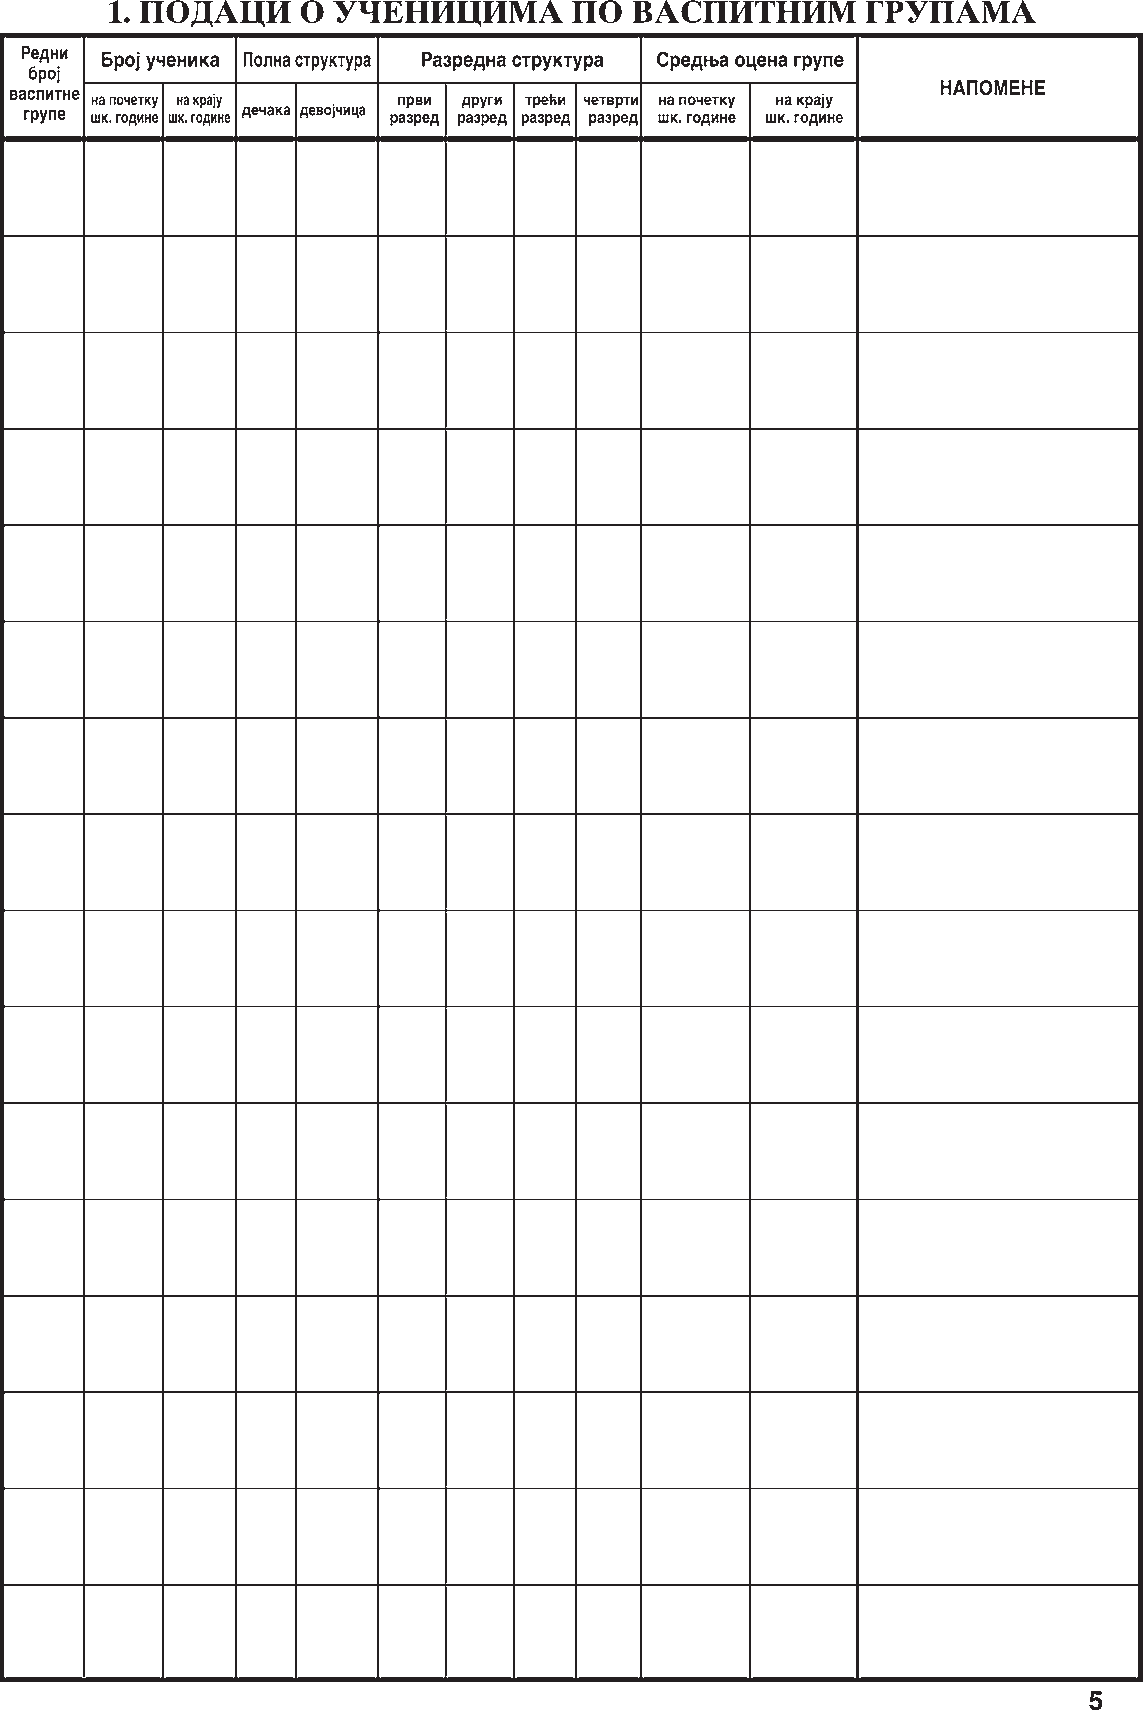 1. ПОДАЦИ О УЧЕНИЦИМА ПО ВАСПИТНИМ ГРУПАМА
Редни
број
васпитне
групе
Број ученика
на почетку
шк. године
на крају
шк. године
Полна структура
дечака
девојчица
Разредна структура
први
разред
други
разред
трећи
разред
четврти
разред
Средња оцена групе
на почетку
шк. године
на крају
шк. године
НАПОМЕНЕ
5